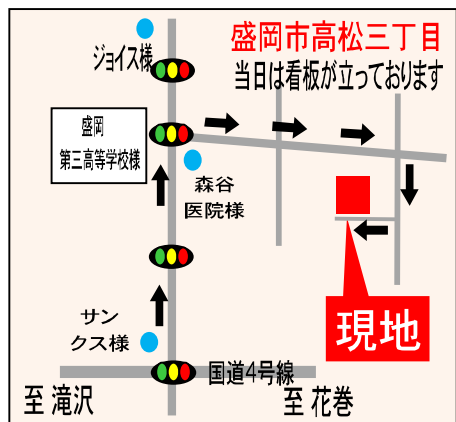 盛岡市高松三丁目
当日は看板が立っております
ジョイス様
盛岡
第三高等学校様
森谷
医院様
サン
クス様
現地
国道4号線
至 滝沢
至 花巻